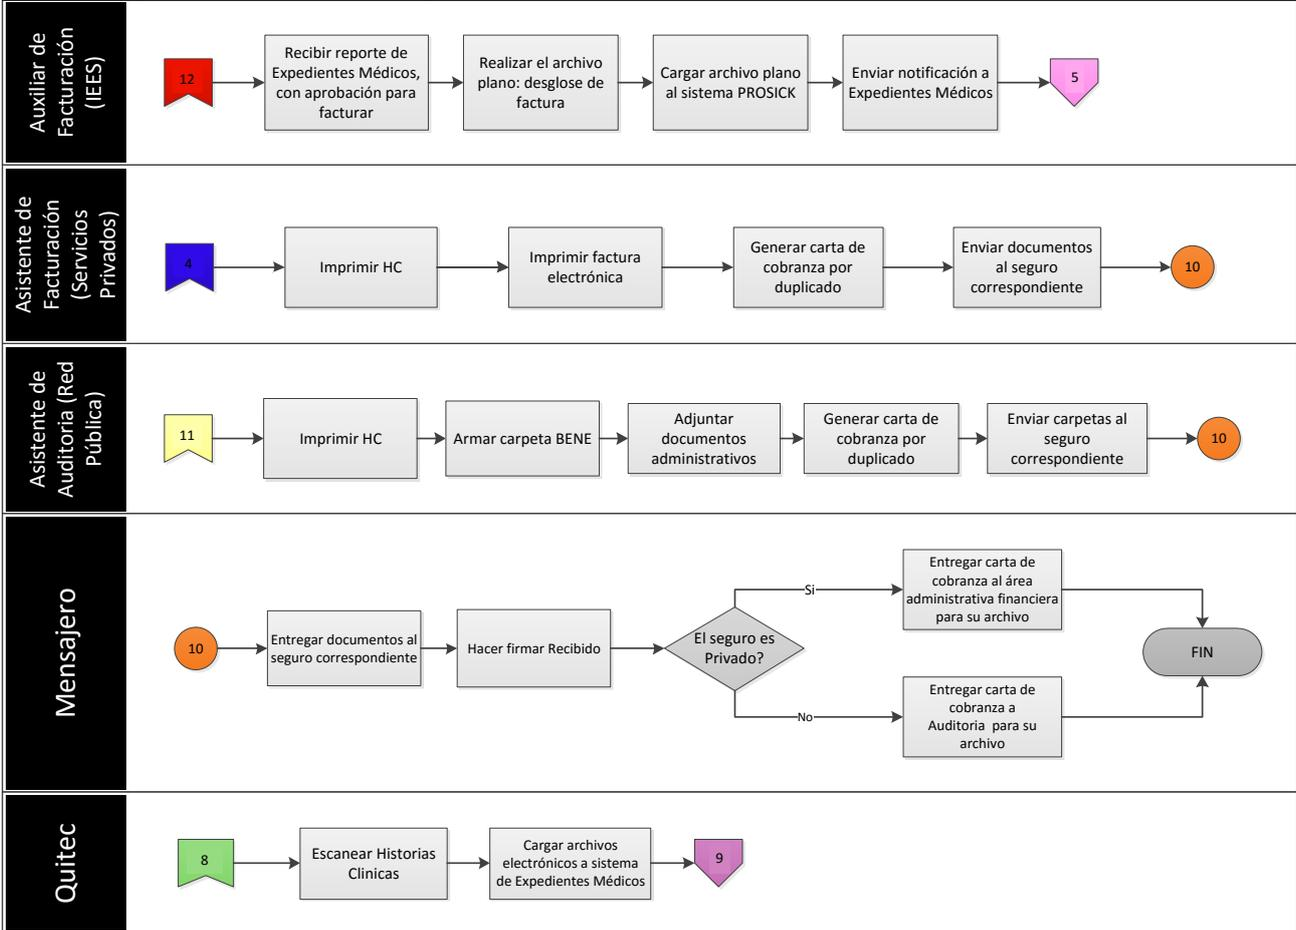 Auxiliar de
Facturación
(IEES)
12
Recibir reporte de
Expedientes Médicos,
con aprobación para
facturar
Realizar el archivo
plano: desglose de
factura
Cargar archivo plano
al sistema PROSICK
Enviar notificación a
Expedientes Médicos
5
Asistente de
Facturación
(Servicios
Privados)
4
Imprimir HC
Imprimir factura
electrónica
Generar carta de
cobranza por
duplicado
Enviar documentos
al seguro
correspondiente
10
Asistente de
Auditoria (Red
Pública)
11
Imprimir HC
Armar carpeta BENE
Adjuntar
documentos
administrativos
Generar carta de
cobranza por
duplicado
Enviar carpetas al
seguro
correspondiente
10
Mensajero
10
Entregar documentos al
seguro correspondiente
Hacer firmar Recibido
El seguro es
Privado?
Si
Entregar carta de
cobranza al área
administrativa financiera
para su archivo
No
Entregar carta de
cobranza a
Auditoria para su
archivo
FIN
Quitec
8
Escanear Historias
Clinicas
Cargar archivos
electrónicos a sistema
de Expedientes Médicos
9